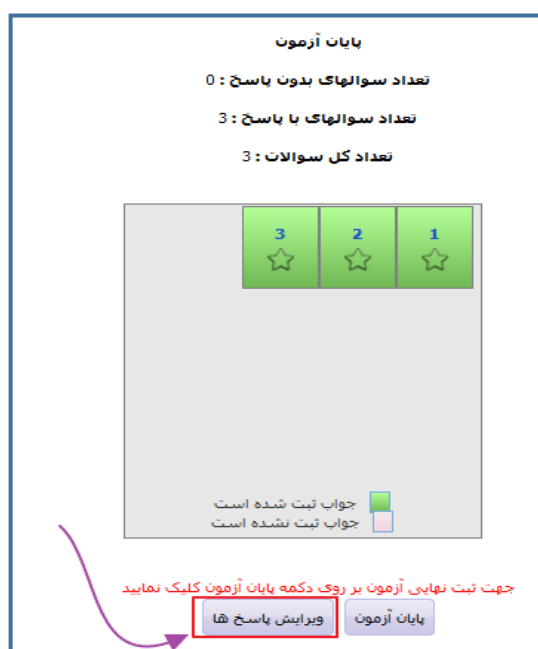 پایان آزمون
تعداد سوالهای بدون پاسخ : 0
تعداد سوالهای با پاسخ : 3
تعداد کل سوالات : 3
1 2 3
جواب ثبت شده است
جواب ثبت نشده است
جهت ثبت نهایی آزمون بر روی دکمه پایان آزمون کلیک نمایید
پایان آزمون ویرایش پاسخ ها